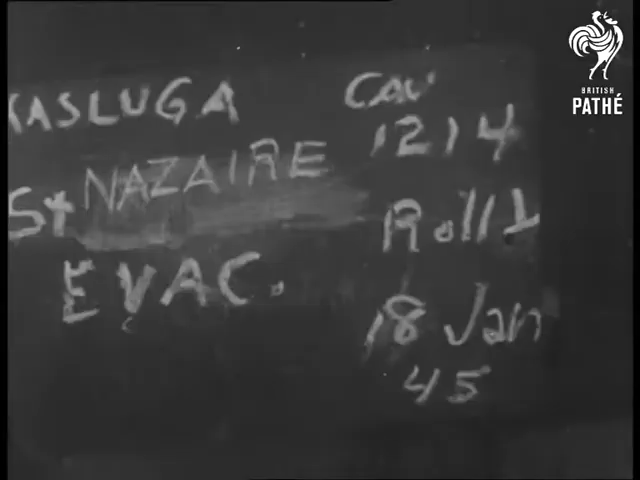 KASLUGA
St NAZAIRE
EVAC.
CAV
1214
Roll 1
18 Jan
45
BRITISH
PATHÉ